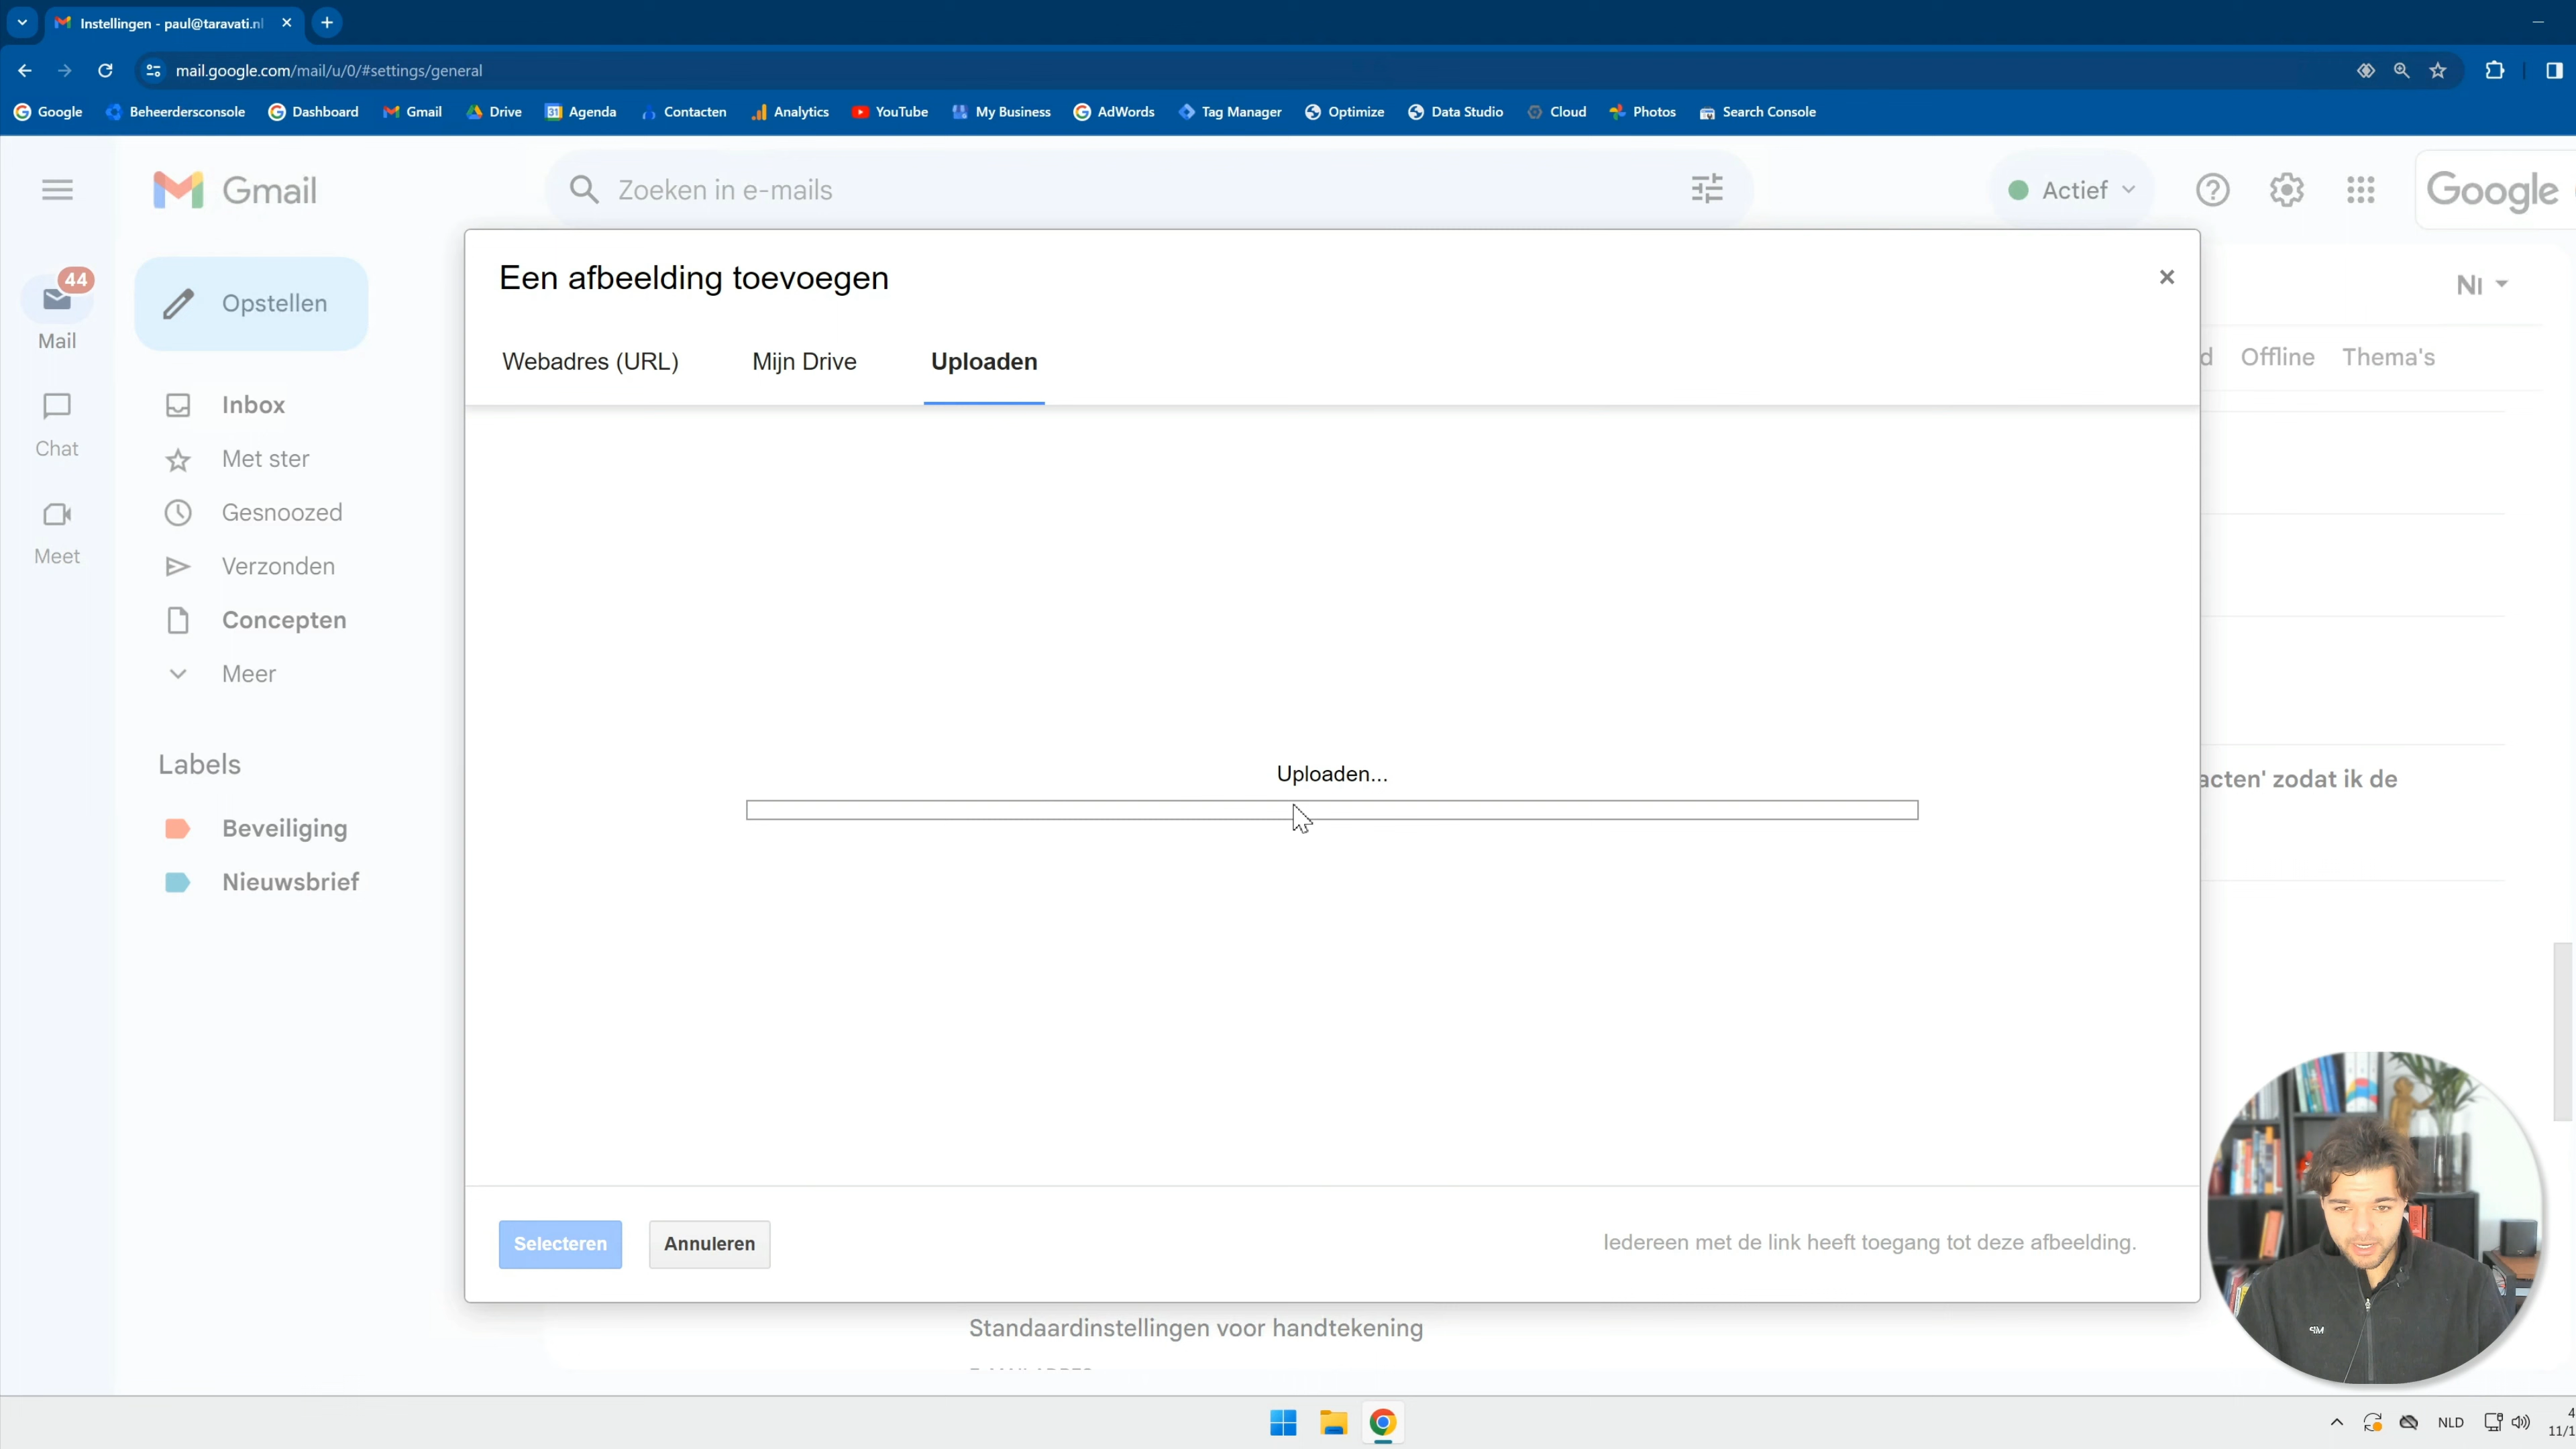 Instellingen - paul@taravati.nl
mail.google.com/mail/u/0/#settings/general
Google Beheerdersconsole Dashboard Gmail Drive Agenda Contacten Analytics YouTube My Business AdWords Tag Manager Optimize Data Studio Cloud Photos Search Console
Gmail
Zoeken in e-mails
Actief
Google
44
Mail
Chat
Meet
Opstellen
Inbox
Met ster
Gesnoozed
Verzonden
Concepten
Meer
Labels
Beveiliging
Nieuwsbrief
Een afbeelding toevoegen
Webadres (URL) Mijn Drive Uploaden
Uploaden...
Selecteren Annuleren
Iedereen met de link heeft toegang tot deze afbeelding.
Offline Thema's
zodat ik de
Standaardinstellingen voor handtekening
NLD